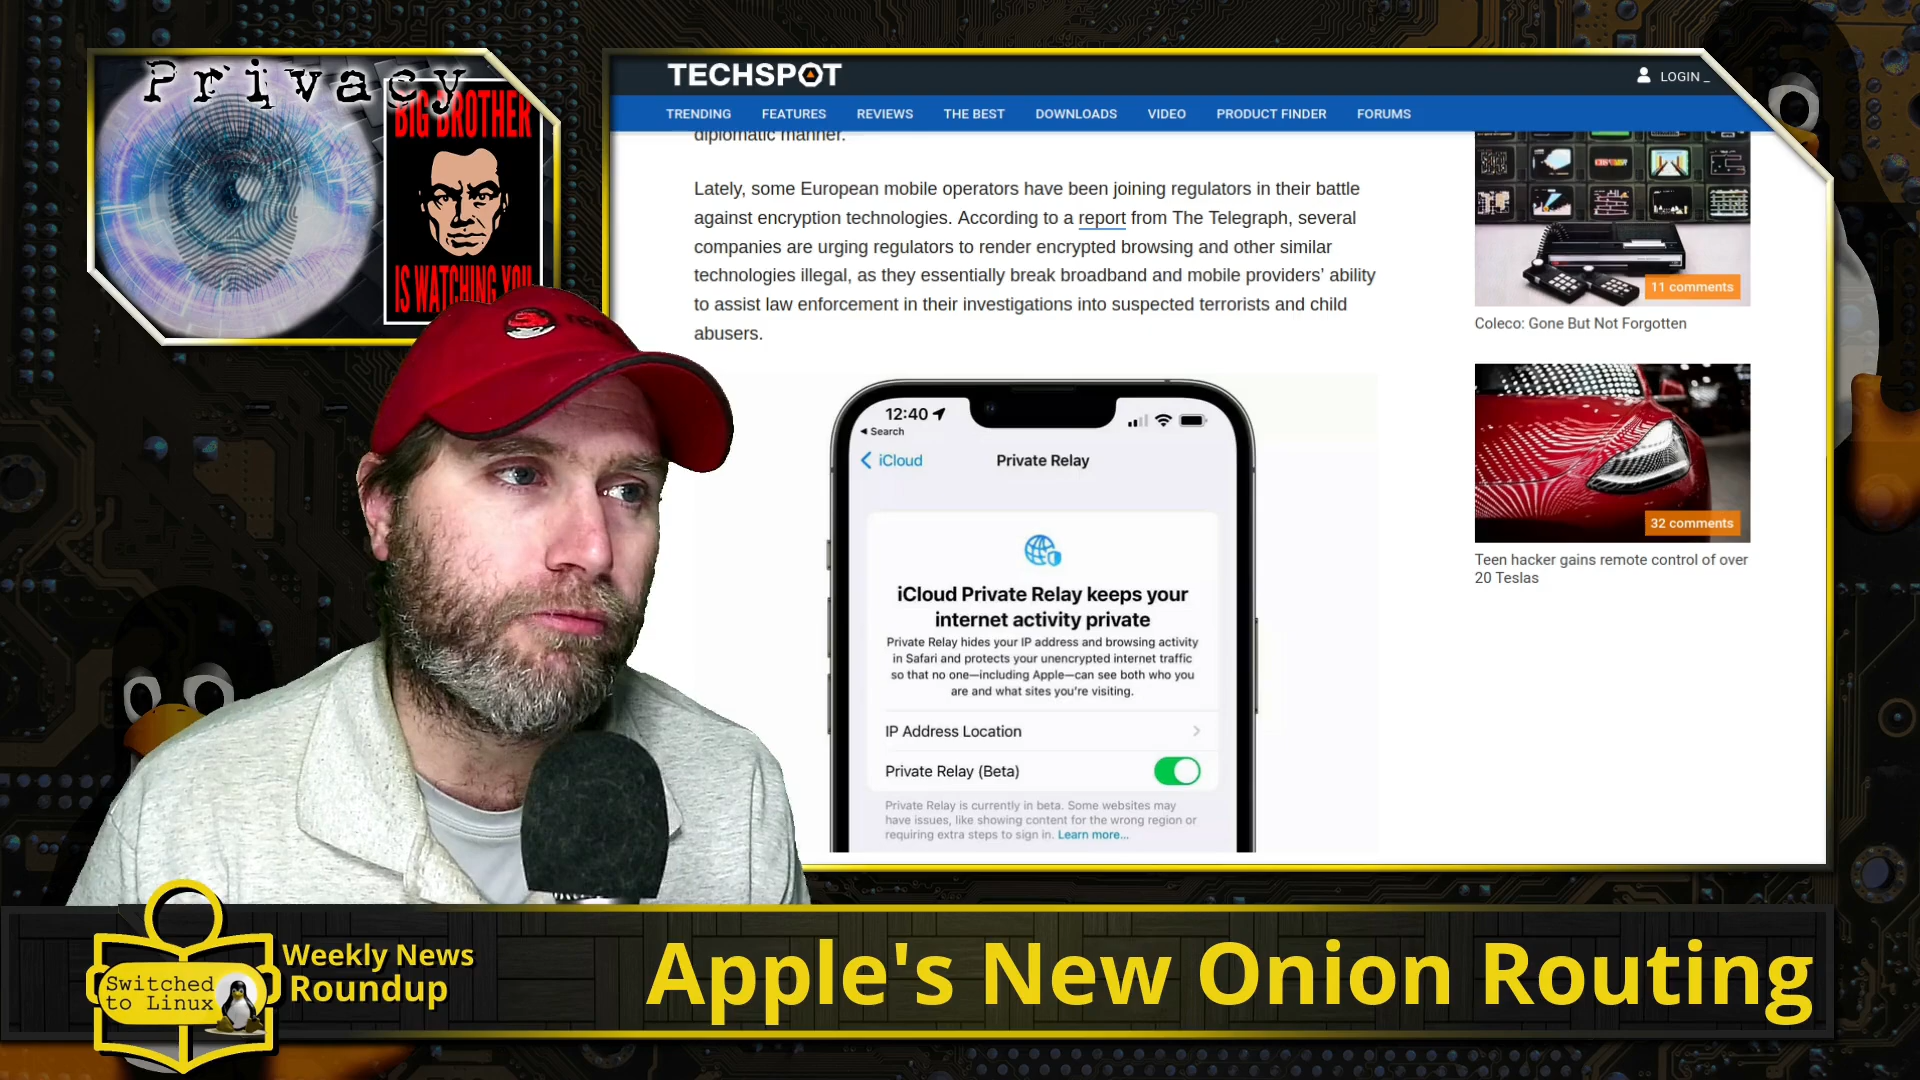 Privacy
BIG BROTHER
IS WATCHING YOU
TECHSPOT
LOGIN
TRENDING
FEATURES
REVIEWS
THE BEST
DOWNLOADS
VIDEO
PRODUCT FINDER
FORUMS
diplomatic manner.
Lately, some European mobile operators have been joining regulators in their battle
against encryption technologies. According to a report from The Telegraph, several
companies are urging regulators to render encrypted browsing and other similar
technologies illegal, as they essentially break broadband and mobile providers’ ability
to assist law enforcement in their investigations into suspected terrorists and child
abusers.
12:40
Search
iCloud
Private Relay
iCloud Private Relay keeps your
internet activity private
Private Relay hides your IP address and browsing activity
in Safari and protects your unencrypted internet traffic
so that no one—including Apple—can see both who you
are and what sites you’re visiting.
IP Address Location
Private Relay (Beta)
Private Relay is currently in beta. Some websites may
have issues, like showing content for the wrong region or
requiring extra steps to sign in. Learn more...
11 comments
Coleco: Gone But Not Forgotten
32 comments
Teen hacker gains remote control of over
20 Teslas
Switched
to Linux
Weekly News
Roundup
Apple's New Onion Routing